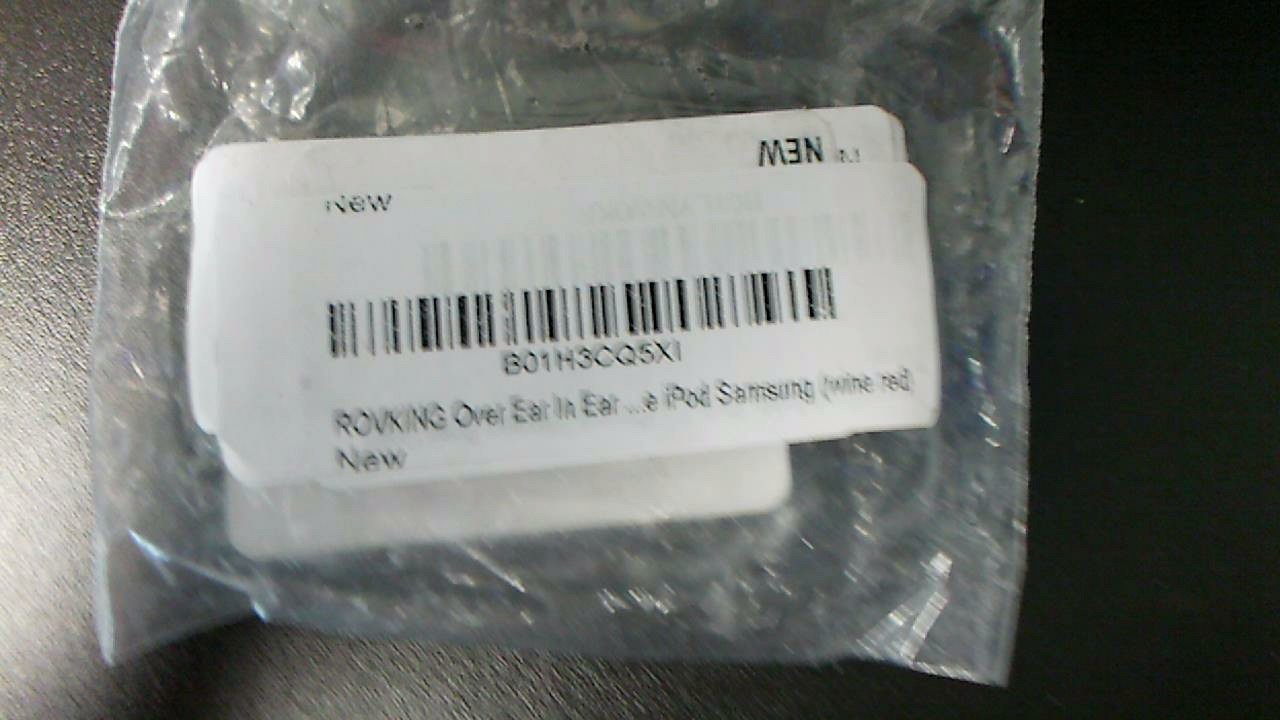 NEW
New
B01H3CQ5XI
ROVKING Over Ear In Ear ...e iPod Samsung (wine red)
New